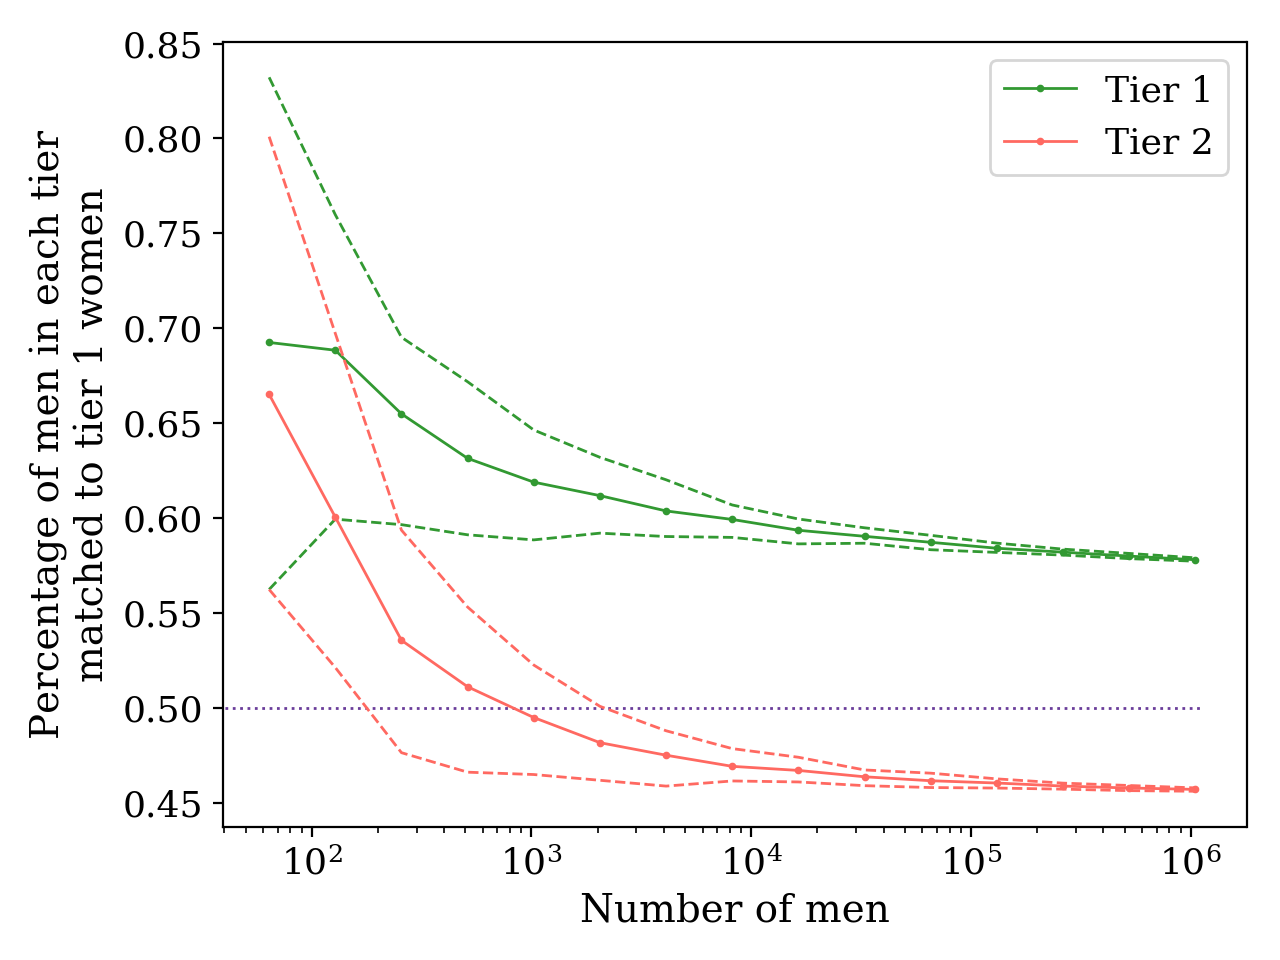 Percentage of men in each tier
matched to tier 1 women
0.85
0.80
0.75
0.70
0.65
0.60
0.55
0.50
0.45
Tier 1
Tier 2
10²
10³
10⁴
10⁵
10⁶
Number of men